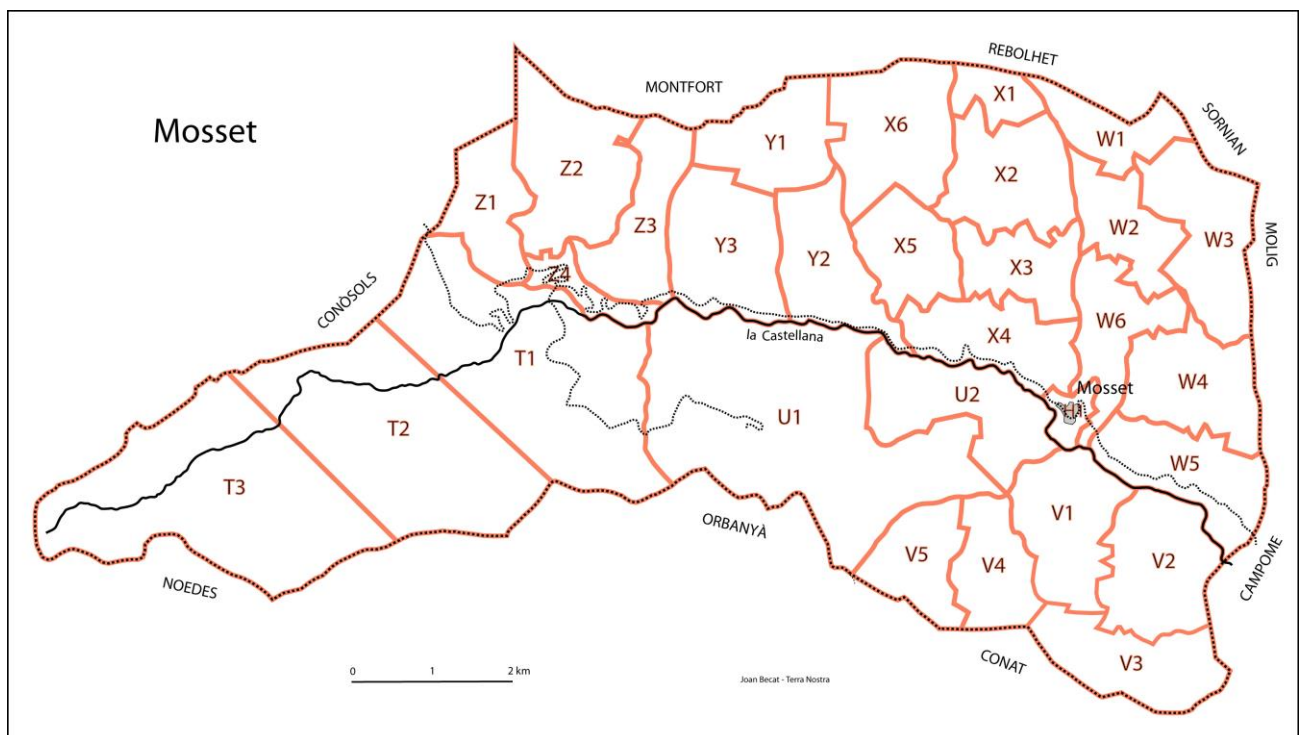 REBOLHET
MONTFORT
SORNIAN
Mosset
X1
X6
Y1
W1
Z2
X2
Z1
Z3
W2
W3
MOLIG
Y3
Y2
X5
X3
Z4
CONÒSOLS
W6
la Castellana
X4
T1
W4
Mosset
U2
U1
T2
W5
T3
ORBANYÀ
V1
V5
V4
V2
CAMPOME
NOEDES
CONAT
V3
0 1 2 km
Joan Becat - Terra Nostra